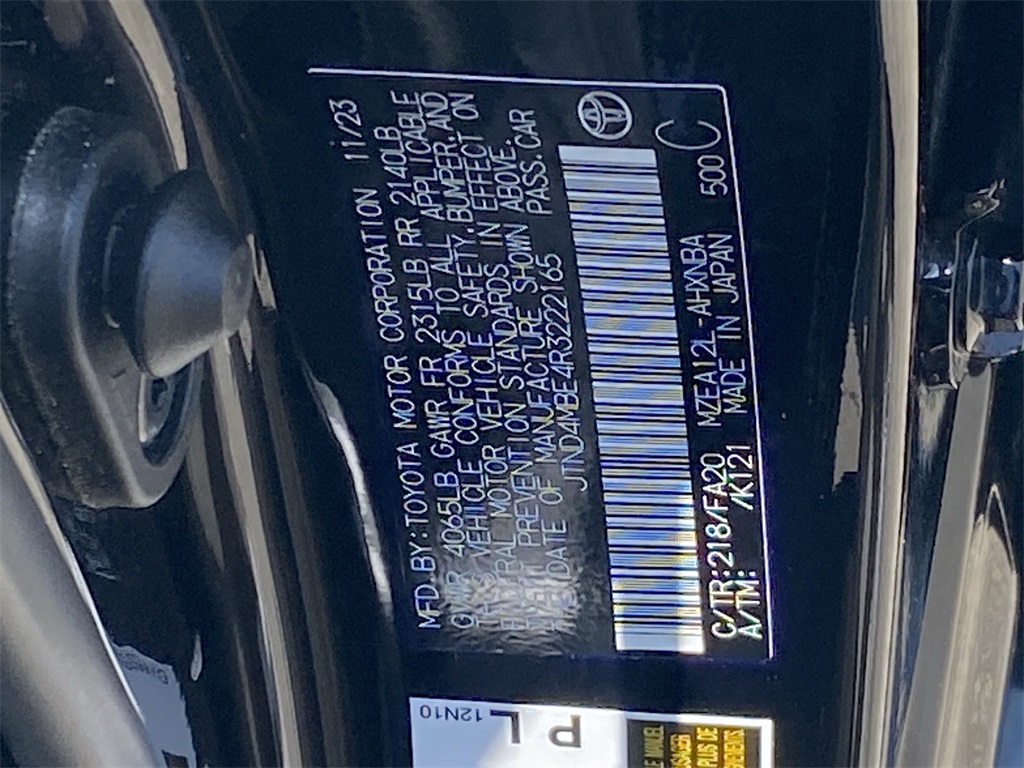 MFD.BY:TOYOTA MOTOR CORPORATION 11/23
GVWR 4065LB GAWR FR 2315LB RR 2140LB
THIS VEHICLE CONFORMS TO ALL APPLICABLE
FEDERAL MOTOR VEHICLE SAFETY,BUMPER,AND
THEFT PREVENTION STANDARDS IN EFFECT ON
THE DATE OF MANUFACTURE SHOWN ABOVE.
JTND4MBE4R3222165 PASS.CAR
C/TR:218/FA20 MZEA12L-AHXNBA
A/TM: /K121 MADE IN JAPAN 500 C
12N10
L
P
PLUS DE